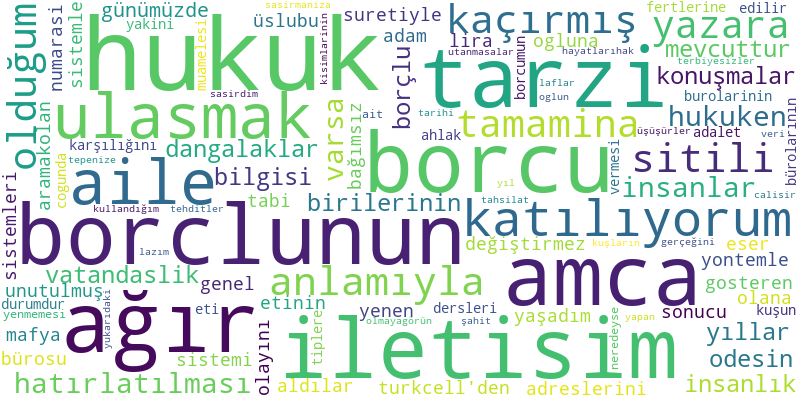 günümüzde
suretiyle
edilir
fertlerine
sasirmaniza
yakini
üslubu
adam
kaçırmış
yazara
numarasi
sistemle
hukuk
muamelesi
kisimlarinin
lira
ogluna
utanmasalar
hayatlarıhak
mevcuttur
terbiyesizler
olduğum
tarzi
borçlu
borcumun
laflar
oglun
konuşmalar
burolarinin
sasirdim
ulasmak
varsa
bağlmsız
ait
tarihi
tamamina
hukuken
aramakolan
karşılığını
ahlak
üşüşürler
adalet
veri
bürolarının
cogunda
tepenize
dangalaklar
borcu
vermesi
sitili
aile
bilgisi
insanlar
kullandığım
tehditler
tabi
birilerinin
yıl
tahsilat
calisir
borclunun
katılıyorum
sistemleri
lazım
değiştirmez
kuşların
gerçeğini
eser
yontemle
vatandaslik
genel
anlamıyla
amca
gosteren
unutulmuş
ağır
eti
etinin
yenen
dersleri
olana
durumdur
yenmemesi
yukarıdaki
olmayagörün
şahit
yaşadım
yapan
sonucu
kuşun
mafya
olayını
tiplere
iletisim
neredeyse
yıllar
bürosu
sistemi
odesin
hatırlatılması
aldılar
turkcell'den
adreslerini
insanlık